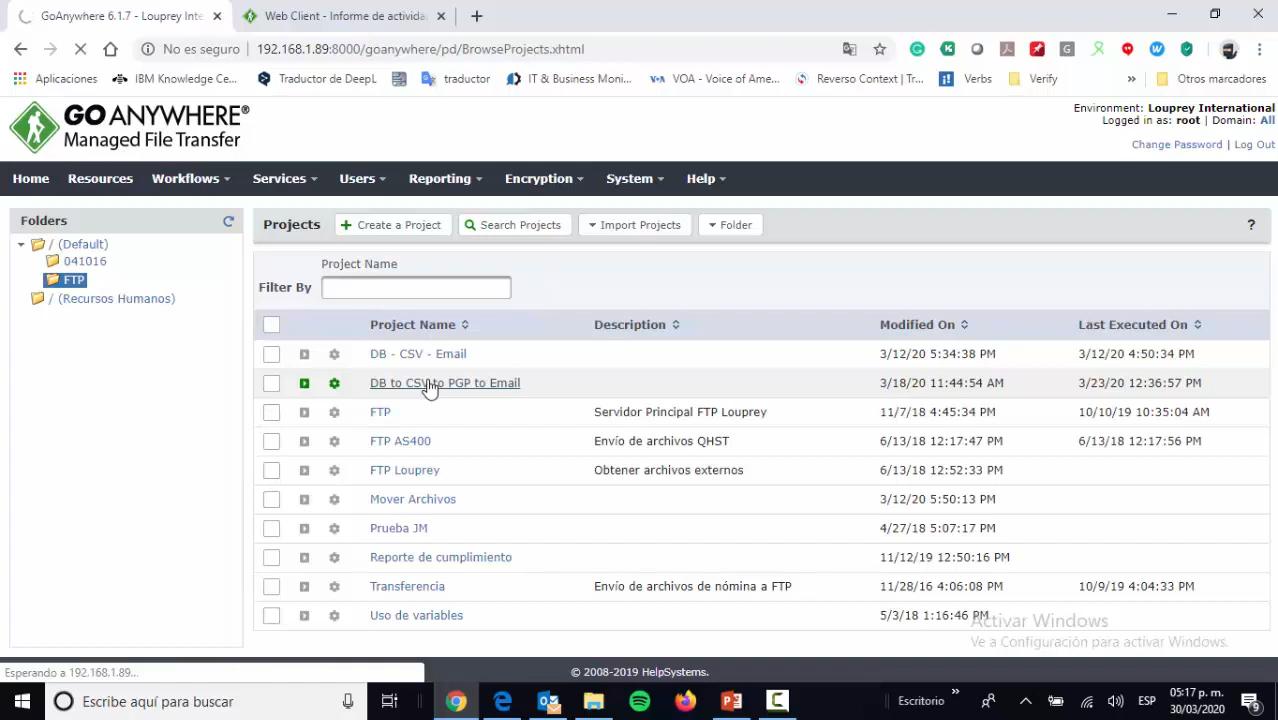 GoAnywhere 6.1.7 - Louprey Inte
Web Client - Informe de activida
No es seguro | 192.168.1.89:8000/goanywhere/pd/BrowseProjects.xhtml
Aplicaciones IBM Knowledge Ce... Traductor de DeepL traductor IT & Business Moni... VOA - Voice of Ame... Reverso Context | Tr... Verbs Verify » Otros marcadores
GO ANYWHERE®
Managed File Transfer
Environment: Louprey International
Logged in as: root | Domain: All
Change Password | Log Out
Home Resources Workflows Services Users Reporting Encryption System Help
Folders
/ (Default)
041016
FTP
/ (Recursos Humanos)
Projects Create a Project Search Projects Import Projects Folder ?
Project Name
Filter By
Project Name Description Modified On Last Executed On
DB - CSV - Email 3/12/20 5:34:38 PM 3/12/20 4:50:34 PM
DB to CSV to PGP to Email 3/18/20 11:44:54 AM 3/23/20 12:36:57 PM
FTP Servidor Principal FTP Louprey 11/7/18 4:45:34 PM 10/10/19 10:35:04 AM
FTP AS400 Envío de archivos QHST 6/13/18 12:17:47 PM 6/13/18 12:17:56 PM
FTP Louprey Obtener archivos externos 6/13/18 12:52:33 PM
Mover Archivos 3/12/20 5:50:13 PM
Prueba JM 4/27/18 5:07:17 PM
Reporte de cumplimiento 11/12/19 12:50:16 PM
Transferencia Envío de archivos de nómina a FTP 11/28/16 4:06:08 PM 10/9/19 4:04:33 PM
Uso de variables 5/3/18 1:16:46 PM
Activar Windows
Ve a Configuración para activar Windows.
Esperando a 192.168.1.89...
© 2008-2019 HelpSystems.
Escribe aquí para buscar
Escritorio » ESP
05:17 p. m.
30/03/2020
9